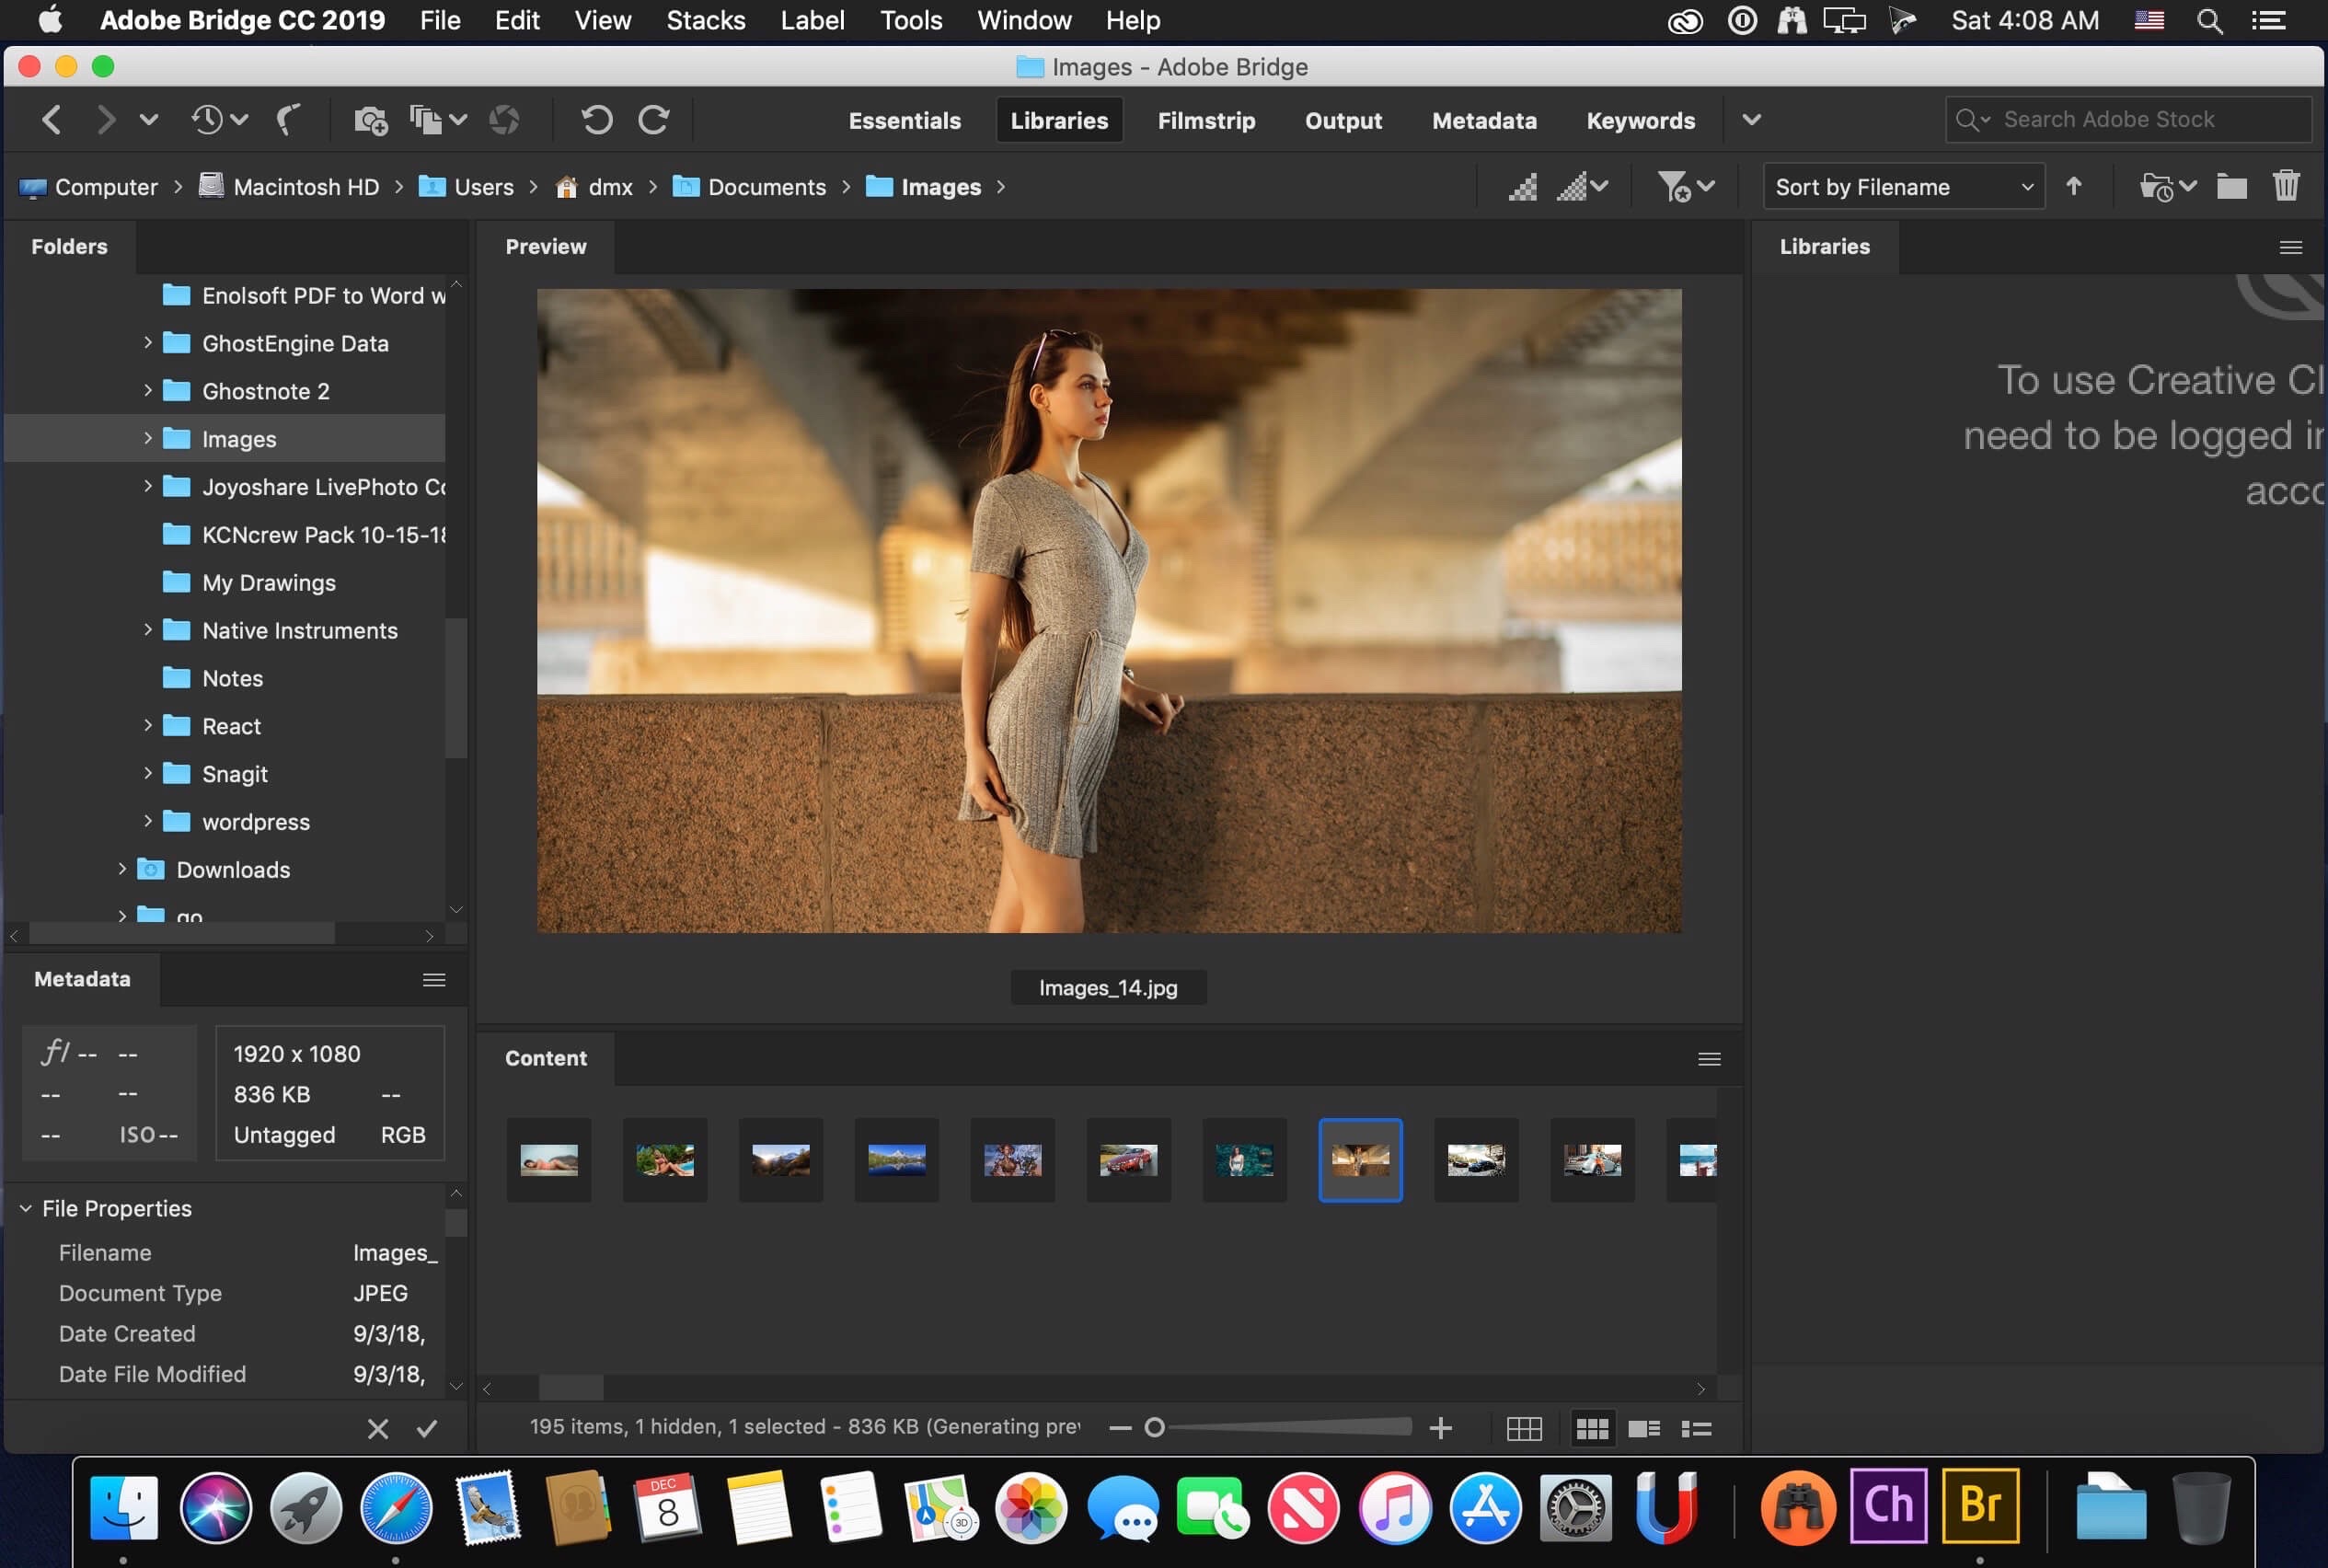 Adobe Bridge CC 2019 File Edit View Stacks Label Tools Window Help Sat 4:08 AM
Images - Adobe Bridge
Essentials Libraries Filmstrip Output Metadata Keywords Search Adobe Stock
Computer Macintosh HD Users dmx Documents Images Sort by Filename
Folders
Enolsoft PDF to Word w
GhostEngine Data
Ghostnote 2
Images
Joyoshare LivePhoto Co
KCNcrew Pack 10-15-18
My Drawings
Native Instruments
Notes
React
Snagit
wordpress
Downloads
go
Preview
Images_14.jpg
Libraries
To use Creative Cl
need to be logged in
acco
Metadata
f/ -- --
-- --
-- ISO --
1920 x 1080
836 KB --
Untagged RGB
File Properties
Filename Images_
Document Type JPEG
Date Created 9/3/18,
Date File Modified 9/3/18,
Content
195 items, 1 hidden, 1 selected - 836 KB (Generating prev
DEC
8
3D
Ch
Br